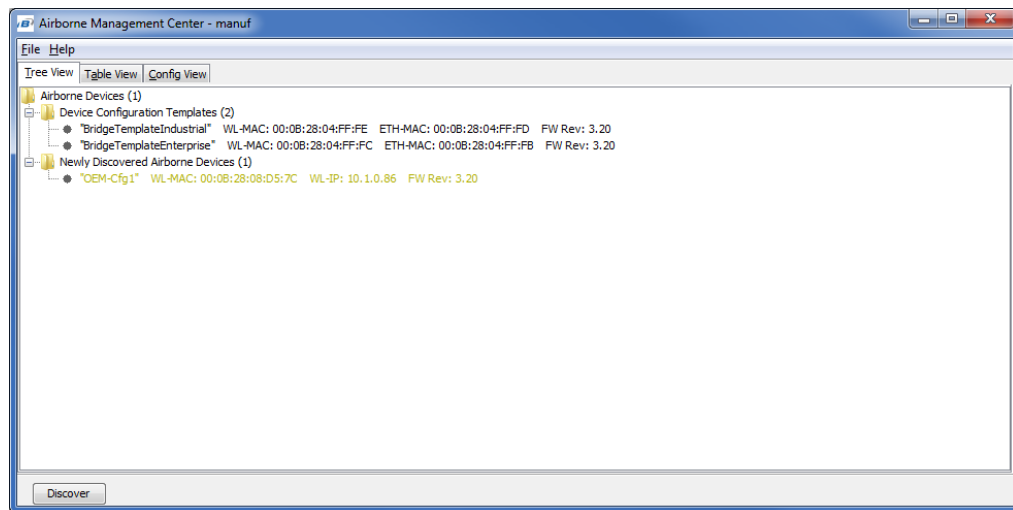 Airborne Management Center - manuf
File Help
Tree View Table View Config View
Airborne Devices (1)
Device Configuration Templates (2)
"BridgeTemplateIndustrial" WL-MAC: 00:0B:28:04:FF:FE ETH-MAC: 00:0B:28:04:FF:FD FW Rev: 3.20
"BridgeTemplateEnterprise" WL-MAC: 00:0B:28:04:FF:FC ETH-MAC: 00:0B:28:04:FF:FB FW Rev: 3.20
Newly Discovered Airborne Devices (1)
"OEM-Cfg1" WL-MAC: 00:0B:28:08:D5:7C WL-IP: 10.1.0.86 FW Rev: 3.20
Discover